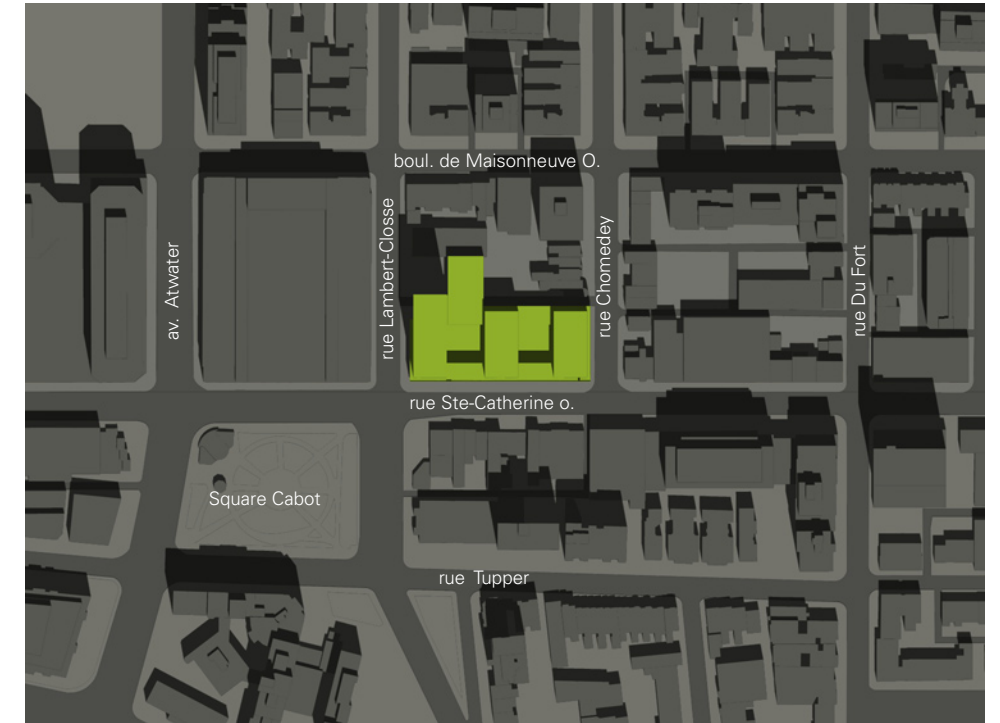 boul. de Maisonneuve O.
av. Atwater
rue Lambert-Closse
rue Chomedey
rue Du Fort
rue Ste-Catherine o.
Square Cabot
rue Tupper